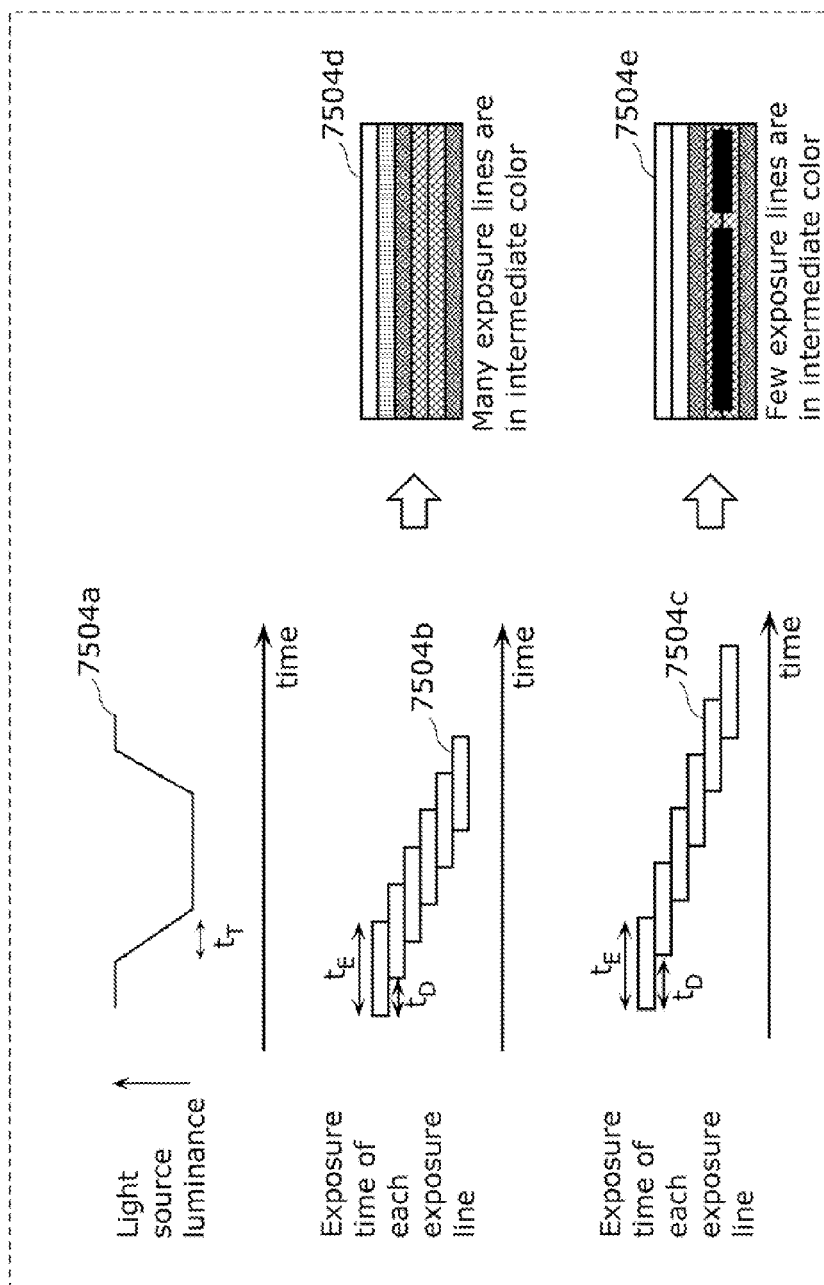 Light
source
luminance
7504a
t_T
time
Exposure
time of
each
exposure
line
t_E
t_D
7504b
time
7504d
Many exposure lines are
in intermediate color
Exposure
time of
each
exposure
line
t_E
t_D
7504c
time
7504e
Few exposure lines are
in intermediate color